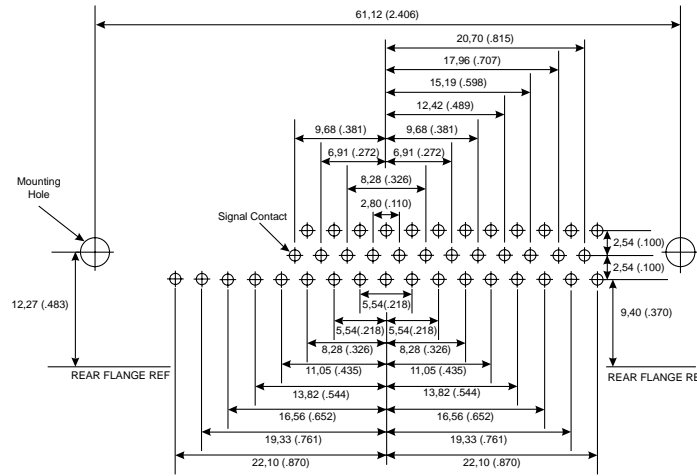 61,12 (2.406)
20,70 (.815)
17,96 (.707)
15,19 (.598)
12,42 (.489)
9,68 (.381) 9,68 (.381)
6,91 (.272) 6,91 (.272)
8,28 (.326)
2,80 (.110)
Mounting
Hole
Signal Contact
2,54 (.100)
2,54 (.100)
12,27 (.483)
9,40 (.370)
5,54(.218)
5,54(.218) 5,54(.218)
8,28 (.326) 8,28 (.326)
REAR FLANGE REF 11,05 (.435) 11,05 (.435) REAR FLANGE RE
13,82 (.544) 13,82 (.544)
16,56 (.652) 16,56 (.652)
19,33 (.761) 19,33 (.761)
22,10 (.870) 22,10 (.870)